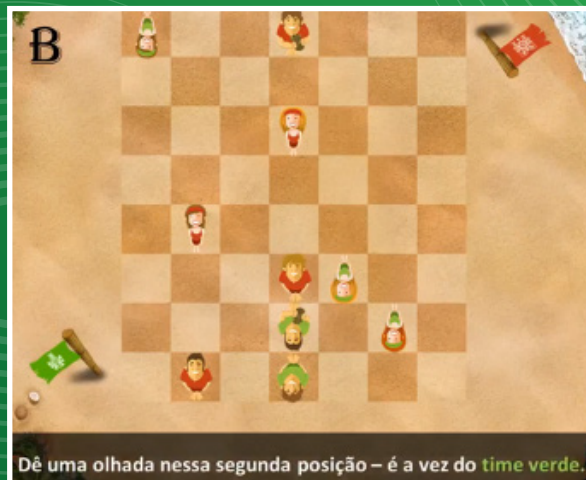 B
Dê uma olhada nessa segunda posição – é a vez do time verde.